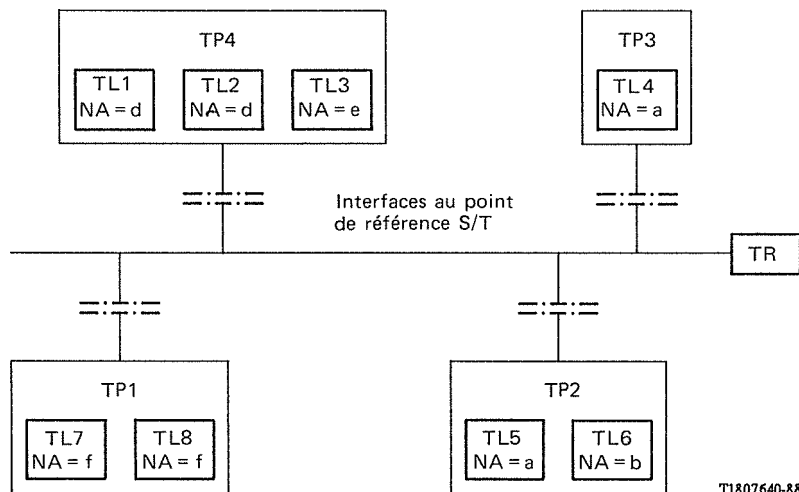 TP4
TL1
NA = d
TL2
NA = d
TL3
NA = e
TP3
TL4
NA = a
Interfaces au point
de référence S/T
TR
TP1
TL7
NA = f
TL8
NA = f
TP2
TL5
NA = a
TL6
NA = b
T1807640-88